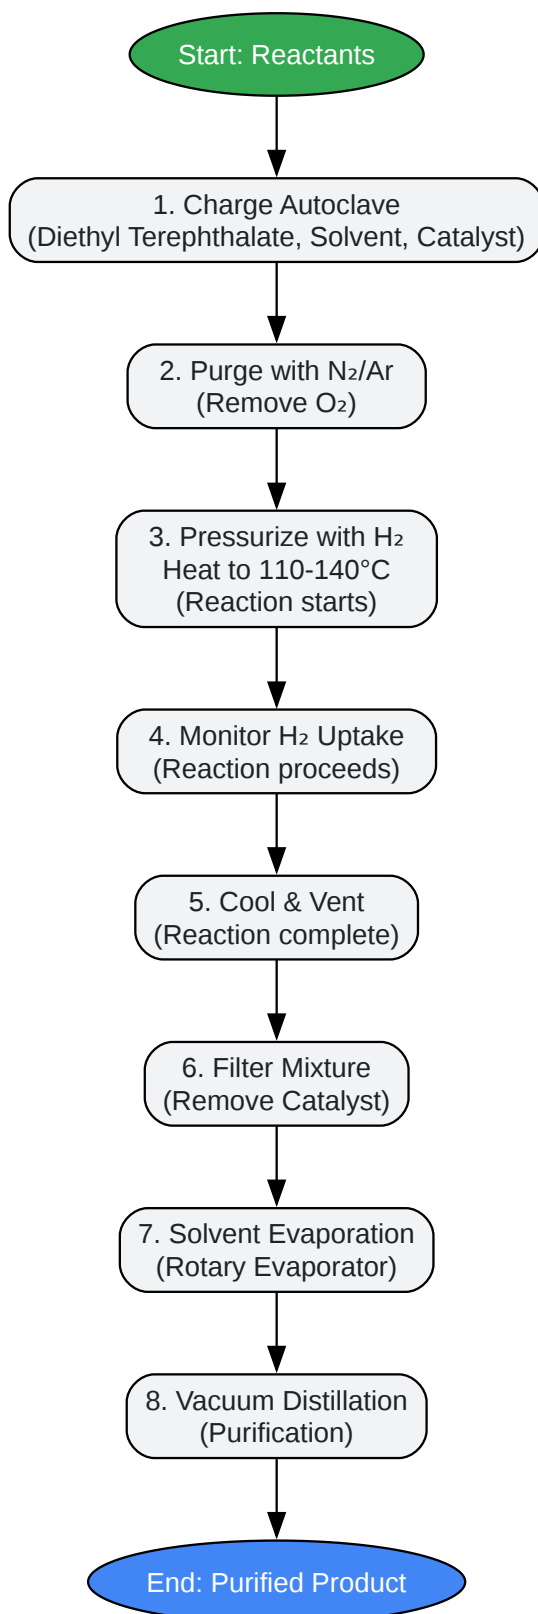 Start: Reactants
1. Charge Autoclave
(Diethyl Terephthalate, Solvent, Catalyst)
2. Purge with N₂/Ar
(Remove O₂)
3. Pressurize with H₂
Heat to 110-140°C
(Reaction starts)
4. Monitor H₂ Uptake
(Reaction proceeds)
5. Cool & Vent
(Reaction complete)
6. Filter Mixture
(Remove Catalyst)
7. Solvent Evaporation
(Rotary Evaporator)
8. Vacuum Distillation
(Purification)
End: Purified Product